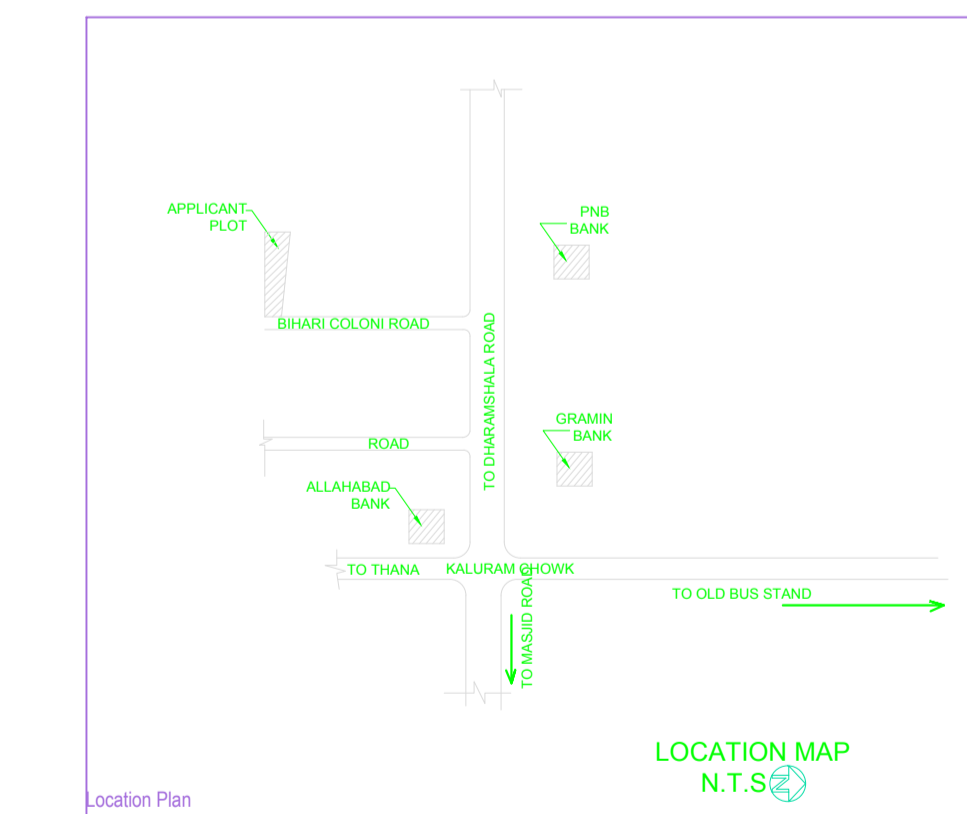 APPLICANT
PLOT
PNB
BANK
BIHARI COLONI ROAD
TO DHARAMSHALA ROAD
GRAMIN
BANK
ROAD
ALLAHABAD
BANK
TO THANA
KALURAM CHOWK
TO MASJID ROAD
TO OLD BUS STAND
LOCATION MAP
N.T.S
N
Location Plan